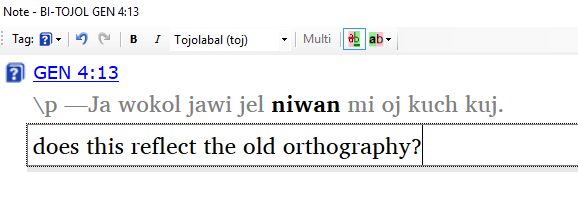 Note - BI-TOJOL GEN 4:13
Tag: B I Tojolabal (toj) Multi ab ab
GEN 4:13
\p —Ja wokol jawi jel niwan mi oj kuch kuj.
does this reflect the old orthography?